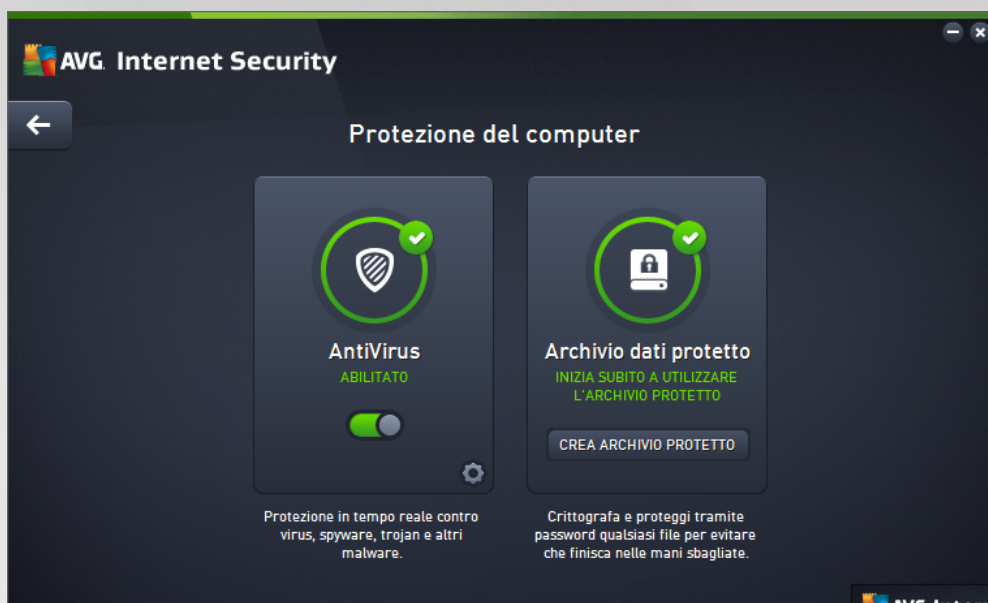 AVG Internet Security
Protezione del computer
AntiVirus
ABILITATO
Protezione in tempo reale contro
virus, spyware, trojan e altri
malware.
Archivio dati protetto
INIZIA SUBITO A UTILIZZARE
L'ARCHIVIO PROTETTO
CREA ARCHIVIO PROTETTO
Crittografa e proteggi tramite
password qualsiasi file per evitare
che finisca nelle mani sbagliate.